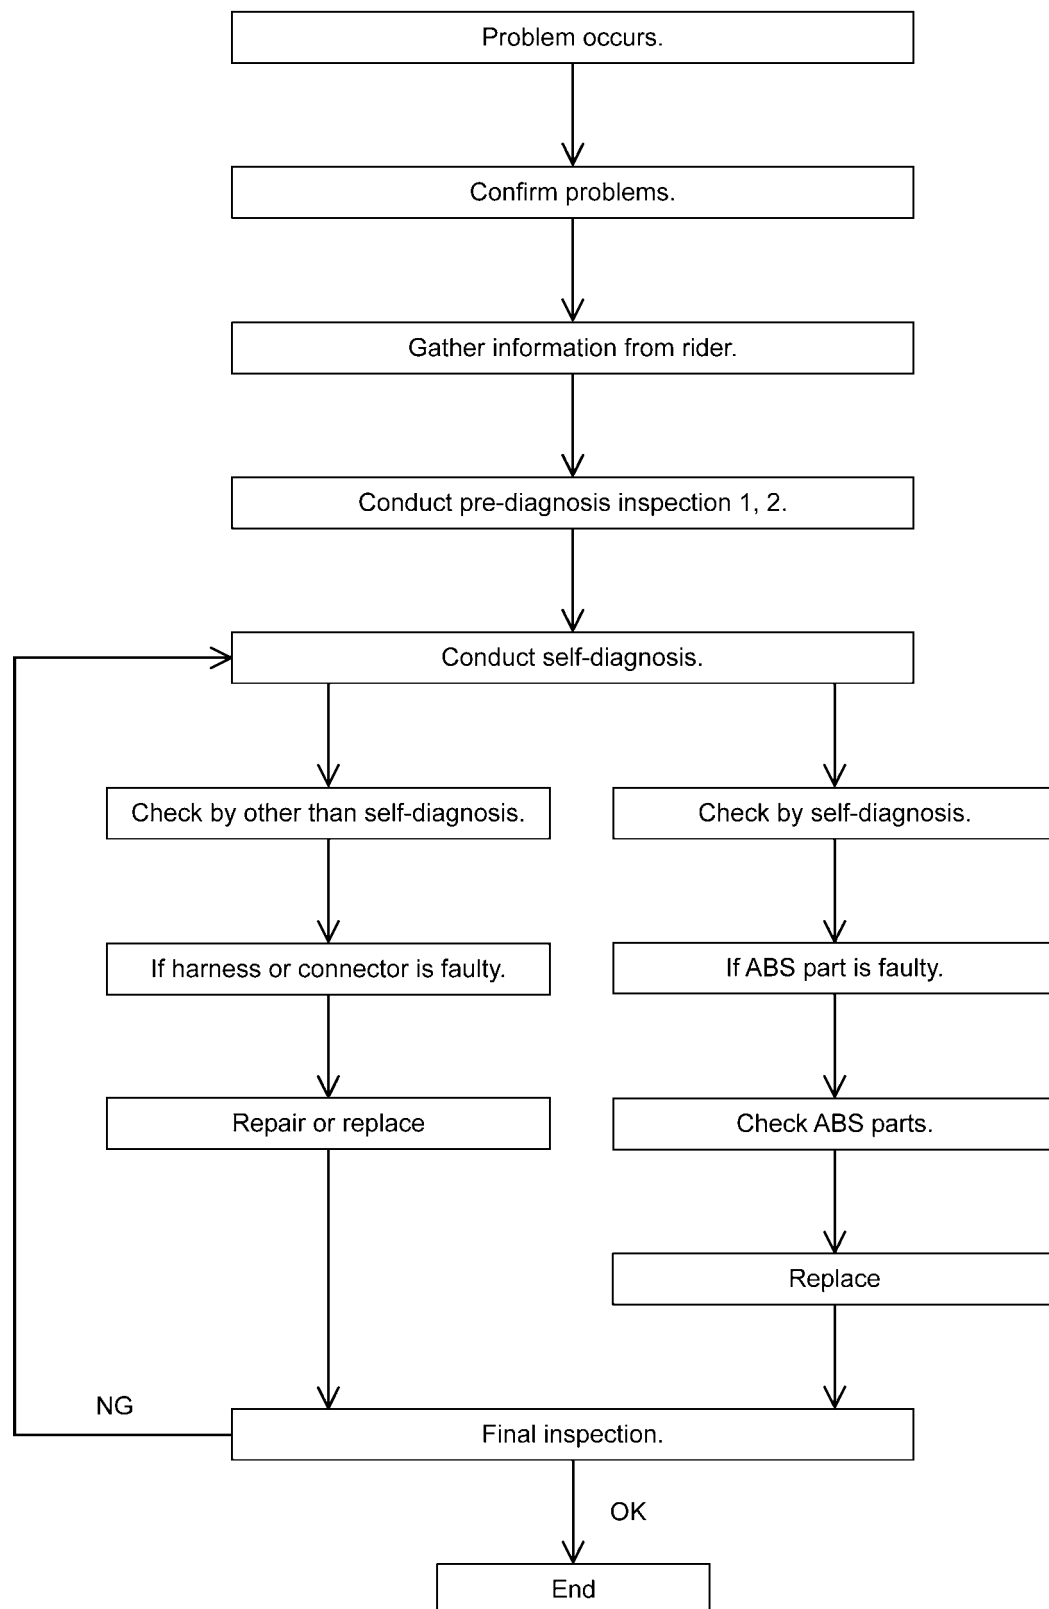 Problem occurs.
Confirm problems.
Gather information from rider.
Conduct pre-diagnosis inspection 1, 2.
Conduct self-diagnosis.
Check by other than self-diagnosis.
Check by self-diagnosis.
If harness or connector is faulty.
If ABS part is faulty.
Repair or replace
Check ABS parts.
Replace
NG
Final inspection.
OK
End